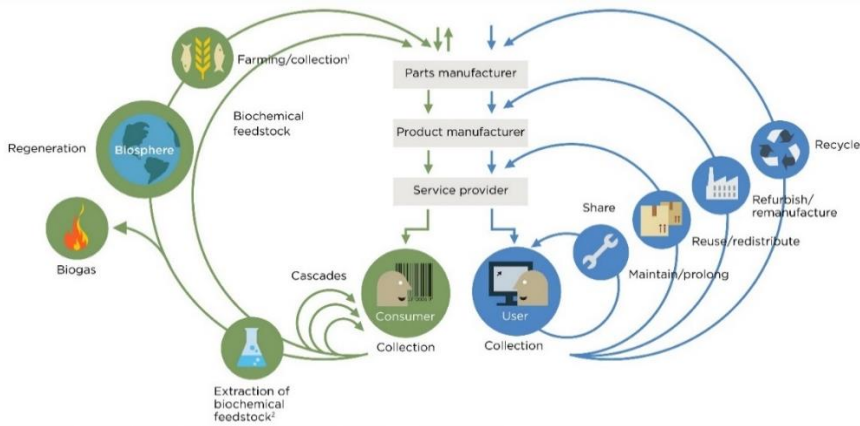 Farming/collection¹
Parts manufacturer
Biochemical
feedstock
Regeneration
Biosphere
Product manufacturer
Recycle
Service provider
Refurbish/
remanufacture
Share
Reuse/redistribute
Biogas
Cascades
Maintain/prolong
Consumer
User
Collection
Collection
Extraction of
biochemical
feedstock²